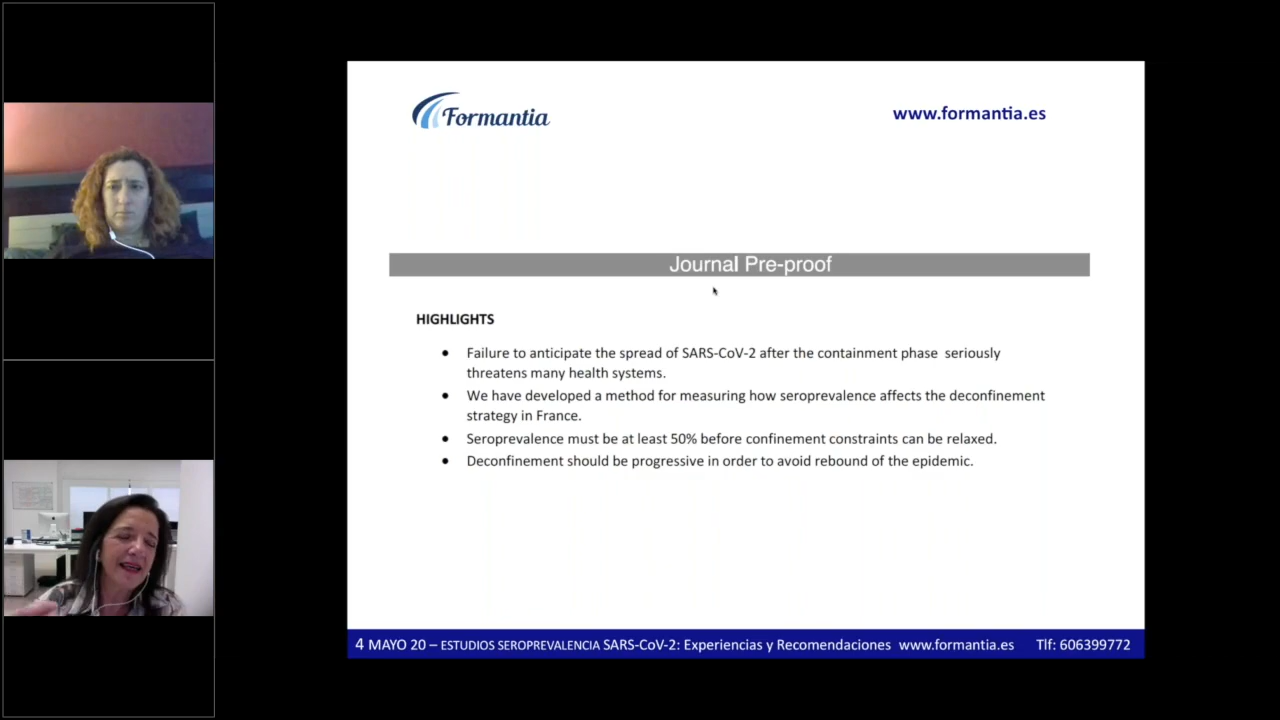 Formantia
www.formantia.es
Journal Pre-proof
HIGHLIGHTS
● Failure to anticipate the spread of SARS-CoV-2 after the containment phase seriously
threatens many health systems.
● We have developed a method for measuring how seroprevalence affects the deconfinement
strategy in France.
● Seroprevalence must be at least 50% before confinement constraints can be relaxed.
● Deconfinement should be progressive in order to avoid rebound of the epidemic.
4 MAYO 20 – ESTUDIOS SEROPREVALENCIA SARS-CoV-2: Experiencias y Recomendaciones www.formantia.es Tlf: 606399772